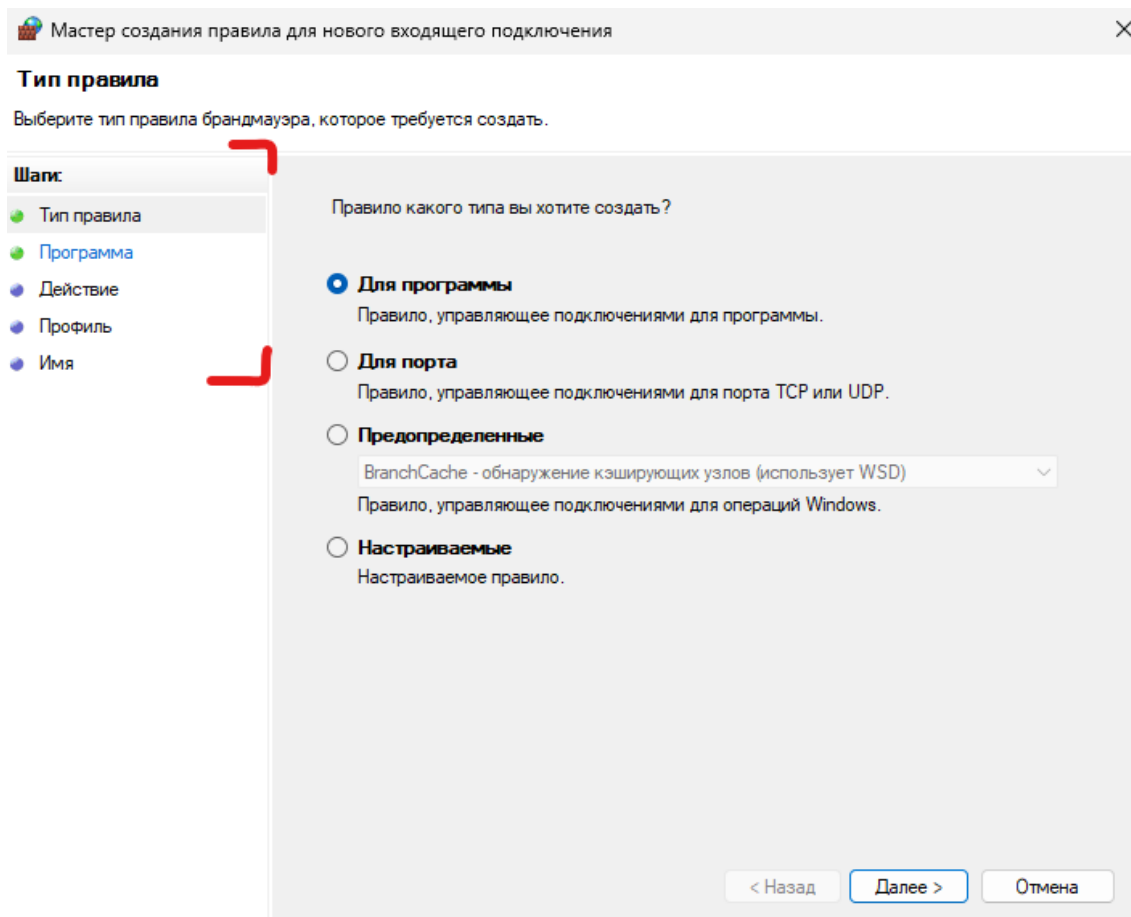 Мастер создания правила для нового входящего подключения
Тип правила
Выберите тип правила брандмауэра, которое требуется создать.
Шаги:
Тип правила
Программа
Действие
Профиль
Имя
Правило какого типа вы хотите создать?
Для программы
Правило, управляющее подключениями для программы.
Для порта
Правило, управляющее подключениями для порта TCP или UDP.
Предопределенные
BranchCache - обнаружение кэширующих узлов (использует WSD)
Правило, управляющее подключениями для операций Windows.
Настраиваемые
Настраиваемое правило.
< Назад
Далее >
Отмена